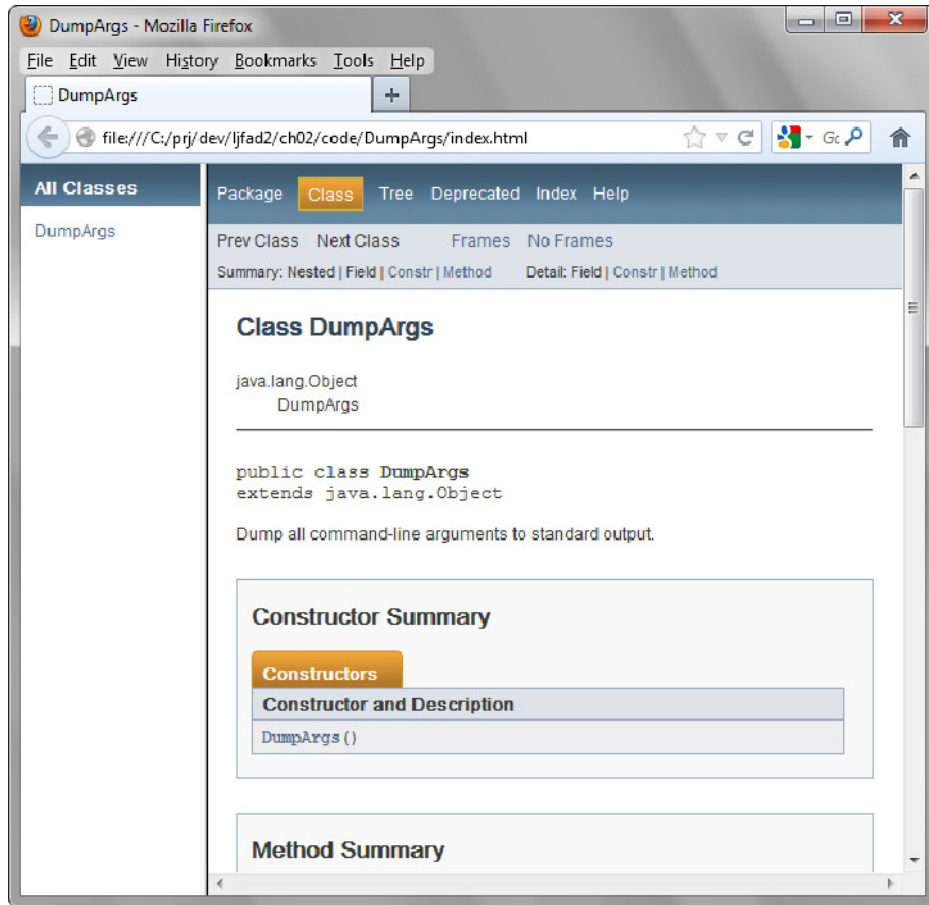 DumpArgs - Mozilla Firefox
File Edit View History Bookmarks Tools Help
DumpArgs
file:///C:/prj/dev/ljfad2/ch02/code/DumpArgs/index.html
All Classes
DumpArgs
Package Class Tree Deprecated Index Help
Prev Class Next Class Frames No Frames
Summary: Nested | Field | Constr | Method Detail: Field | Constr | Method
Class DumpArgs
java.lang.Object
DumpArgs
public class DumpArgs
extends java.lang.Object
Dump all command-line arguments to standard output.
Constructor Summary
Constructors
Constructor and Description
DumpArgs()
Method Summary